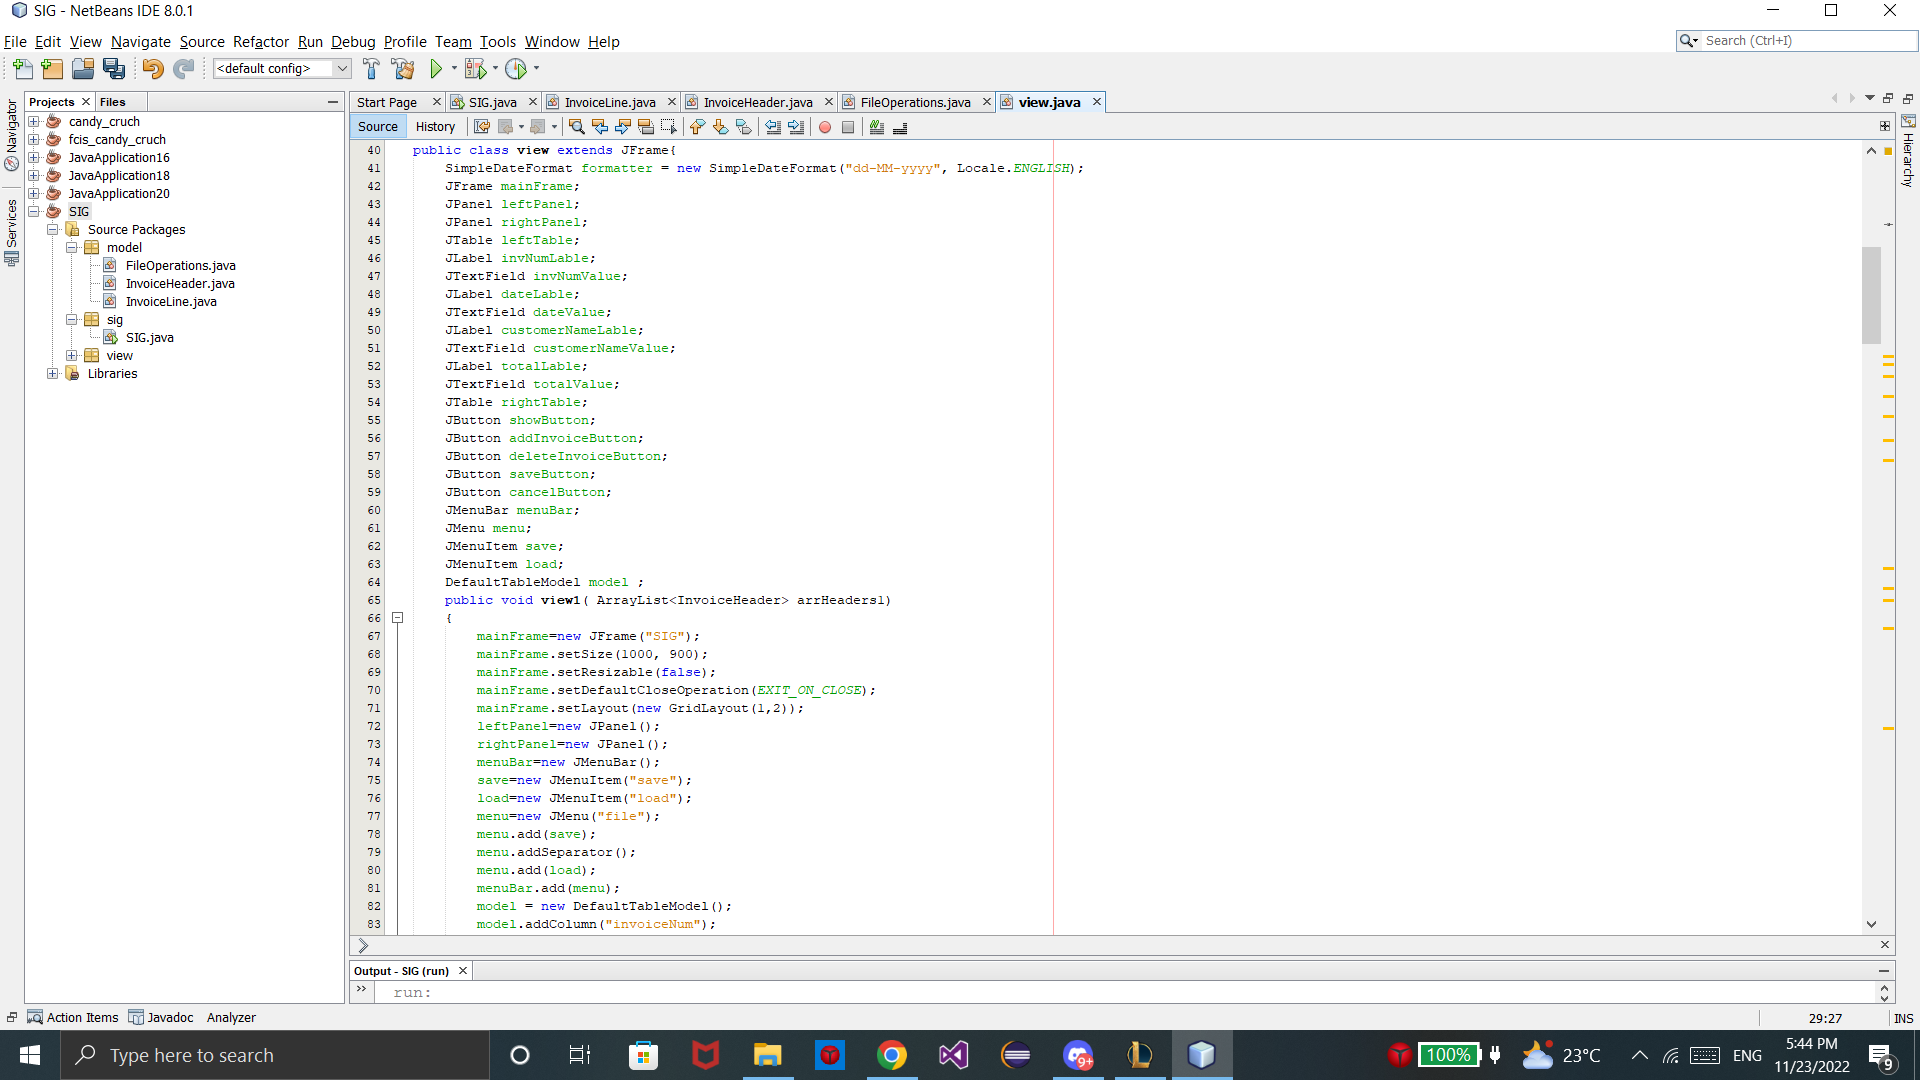 SIG - NetBeans IDE 8.0.1
File Edit View Navigate Source Refactor Run Debug Profile Team Tools Window Help
Search (Ctrl+I)
<default config>
Projects Files
Start Page SIG.java InvoiceLine.java InvoiceHeader.java FileOperations.java view.java
Source History
Navigator
Services
Hierarchy
candy_cruch
fcis_candy_cruch
JavaApplication16
JavaApplication18
JavaApplication20
SIG
Source Packages
model
FileOperations.java
InvoiceHeader.java
InvoiceLine.java
sig
SIG.java
view
Libraries
40 public class view extends JFrame{
41 SimpleDateFormat formatter = new SimpleDateFormat("dd-MM-yyyy", Locale.ENGLISH);
42 JFrame mainFrame;
43 JPanel leftPanel;
44 JPanel rightPanel;
45 JTable leftTable;
46 JLabel invNumLable;
47 JTextField invNumValue;
48 JLabel dateLable;
49 JTextField dateValue;
50 JLabel customerNameLable;
51 JTextField customerNameValue;
52 JLabel totalLable;
53 JTextField totalValue;
54 JTable rightTable;
55 JButton showButton;
56 JButton addInvoiceButton;
57 JButton deleteInvoiceButton;
58 JButton saveButton;
59 JButton cancelButton;
60 JMenuBar menuBar;
61 JMenu menu;
62 JMenuItem save;
63 JMenuItem load;
64 DefaultTableModel model ;
65 public void view1( ArrayList<InvoiceHeader> arrHeaders1)
66 {
67 mainFrame=new JFrame("SIG");
68 mainFrame.setSize(1000, 900);
69 mainFrame.setResizable(false);
70 mainFrame.setDefaultCloseOperation(EXIT_ON_CLOSE);
71 mainFrame.setLayout(new GridLayout(1,2));
72 leftPanel=new JPanel();
73 rightPanel=new JPanel();
74 menuBar=new JMenuBar();
75 save=new JMenuItem("save");
76 load=new JMenuItem("load");
77 menu=new JMenu("file");
78 menu.add(save);
79 menu.addSeparator();
80 menu.add(load);
81 menuBar.add(menu);
82 model = new DefaultTableModel();
83 model.addColumn("invoiceNum");
Output - SIG (run)
run:
Action Items Javadoc Analyzer
29:27 INS
Type here to search
9+
100%
23°C
ENG
5:44 PM
11/23/2022
9